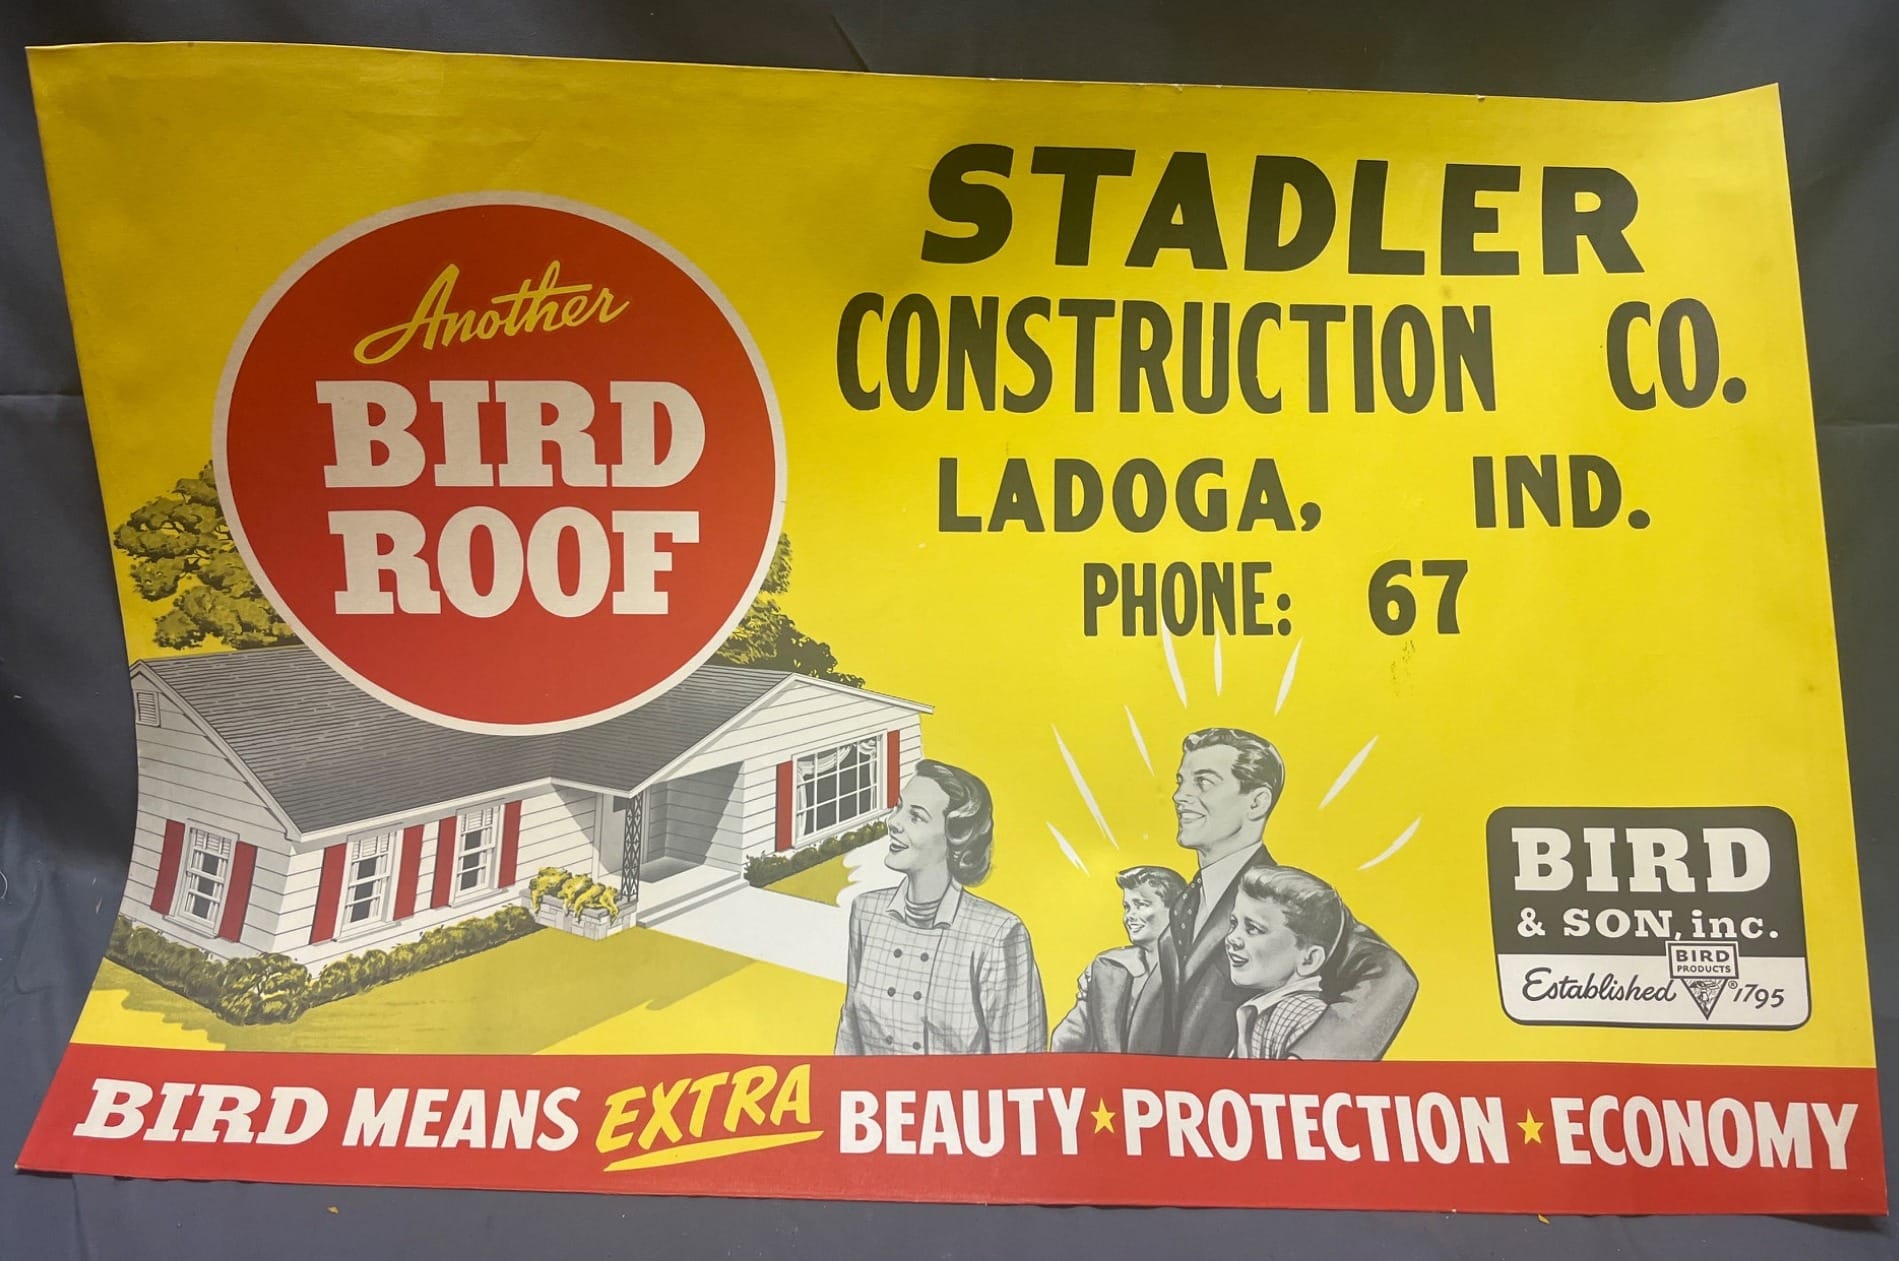 Another
BIRD
ROOF
STADLER
CONSTRUCTION CO.
LADOGA, IND.
PHONE: 67
BIRD
& SON, inc.
BIRD
PRODUCTS
Established ® 1795
BIRD MEANS EXTRA BEAUTY★PROTECTION★ECONOMY